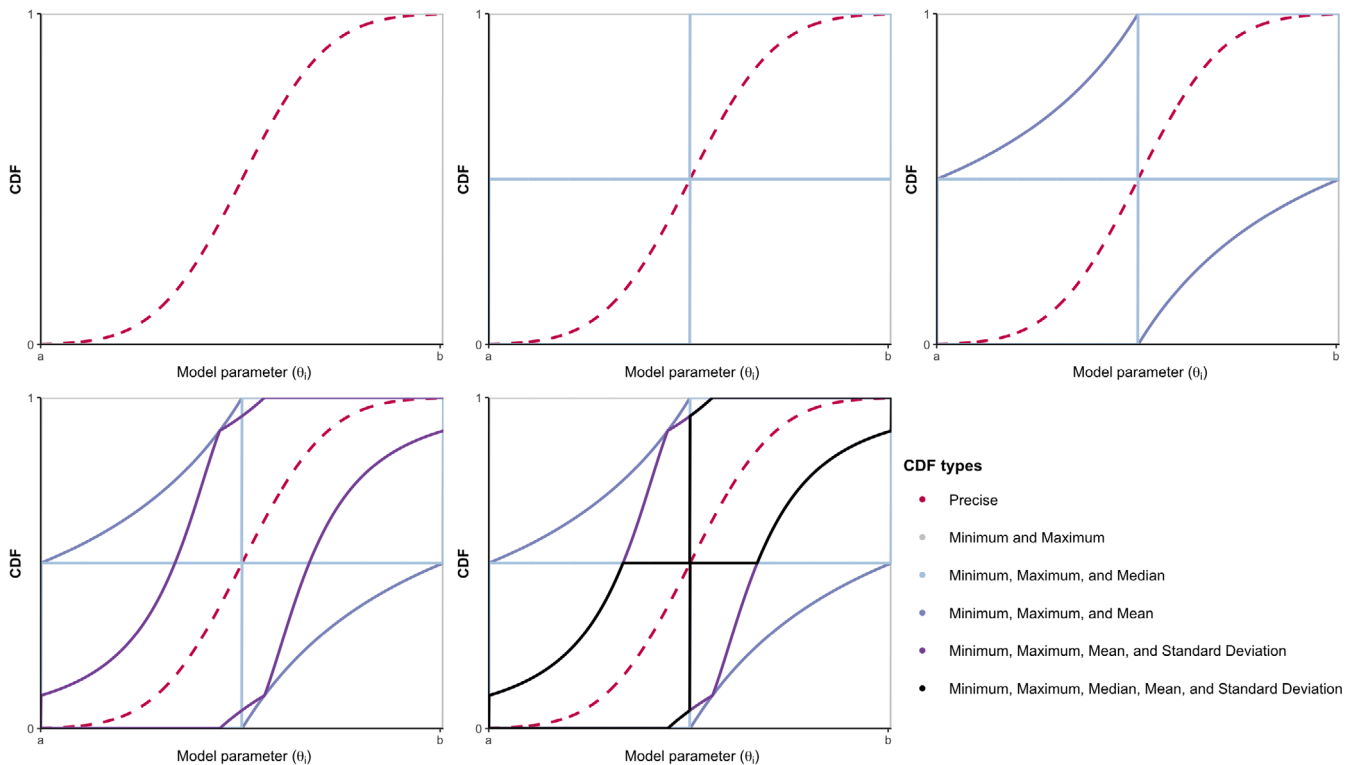 1
CDF
0
a
b
Model parameter (θi)
1
CDF
0
a
b
Model parameter (θi)
1
CDF
0
a
b
Model parameter (θi)
1
CDF
0
a
b
Model parameter (θi)
1
CDF
0
a
b
Model parameter (θi)
CDF types
Precise
Minimum and Maximum
Minimum, Maximum, and Median
Minimum, Maximum, and Mean
Minimum, Maximum, Mean, and Standard Deviation
Minimum, Maximum, Median, Mean, and Standard Deviation